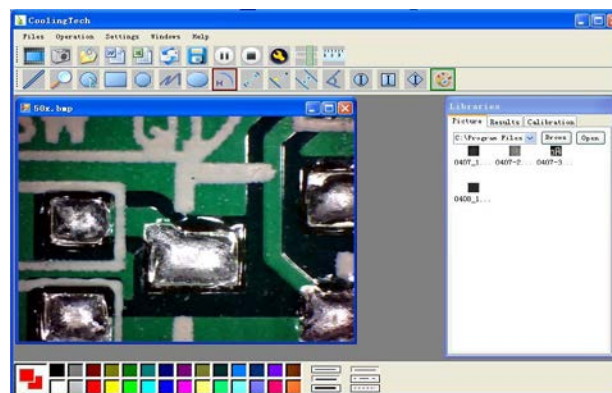 CoolingTech
Files Operation Settings Windows Help
50x.bmp
Libraries
Picture Results Calibration
C:\Program Files Brows Open
0407_1... 0407-2... 0407-3...
0408_1...